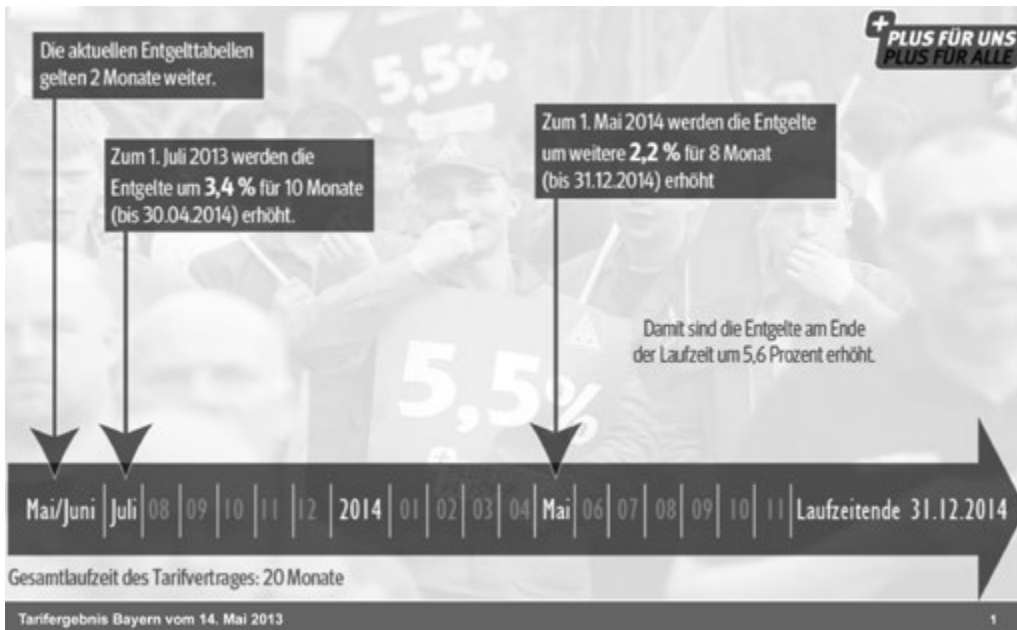 PLUS FÜR UNS
PLUS FÜR ALLE
Die aktuellen Entgelttabellen
gelten 2 Monate weiter.
5,5%
Zum 1. Juli 2013 werden die
Entgelte um 3,4 % für 10 Monate
(bis 30.04.2014) erhöht.
Zum 1. Mai 2014 werden die Entgelte
um weitere 2,2 % für 8 Monat
(bis 31.12.2014) erhöht
Damit sind die Entgelte am Ende
der Laufzeit um 5,6 Prozent erhöht.
5,5%
Mai/Juni Juli 08 09 10 11 12 2014 01 02 03 04 Mai 06 07 08 09 10 11 Laufzeitende 31.12.2014
Gesamtlaufzeit des Tarifvertrages: 20 Monate
Tarifergebnis Bayern vom 14. Mai 2013 1